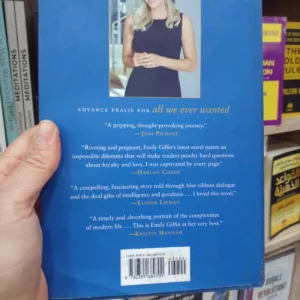 MEDITATIONS
MEDITATIONS
ADVANCE PRAISE FOR all we ever wanted
"A gripping, thought-provoking journey."
—JODI PICOULT
"Riveting and poignant, Emily Giffin's latest novel paints an
impossible dilemma that will make readers ponder hard questions
about loyalty and love. I was captivated by every page."
—HARLAN COBEN
"A compelling, fascinating story told through blue-ribbon dialogue
and the dual gifts of intelligence and goodness. . . . I loved this novel."
—ELINOR LIPMAN
"A timely and absorbing portrait of the complexities
of modern life . . . This is Emily Giffin at her very best."
—KRISTIN HANNAH